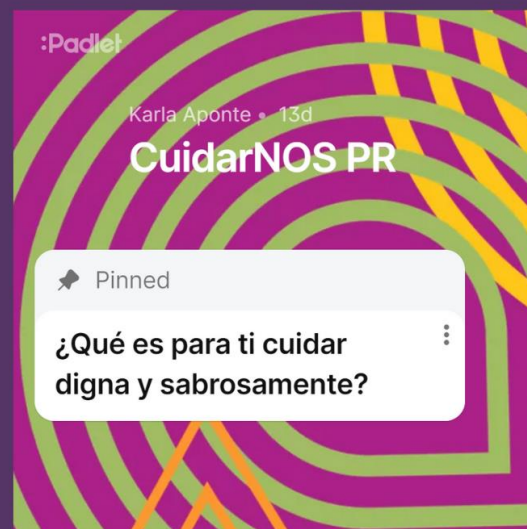 :Padlet
Karla Aponte • 13d
CuidarNOS PR
Pinned
¿Qué es para ti cuidar
digna y sabrosamente?